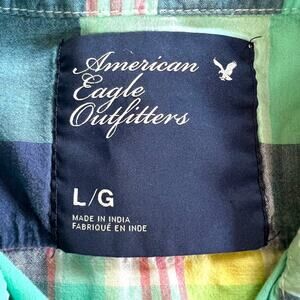 American
Eagle
Outfitters
L/G
MADE IN INDIA
FABRIQUÉ EN INDE